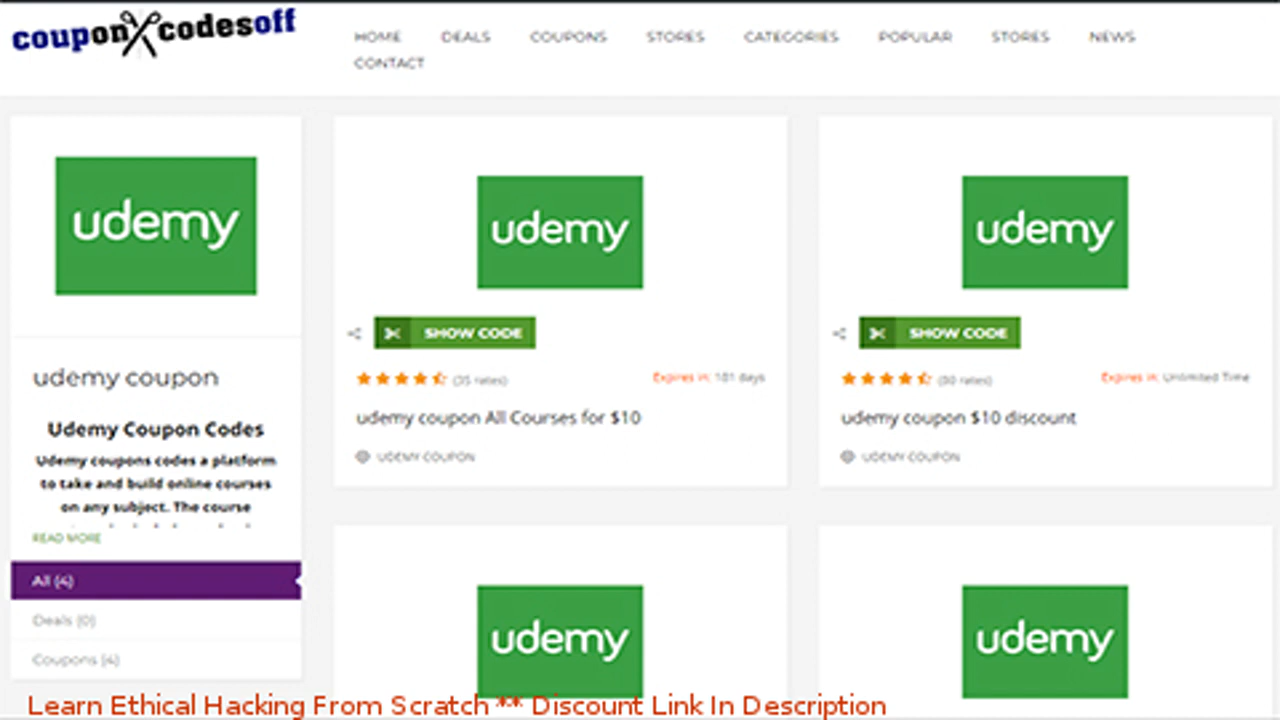 couponXcodesoff
HOME DEALS COUPONS STORES CATEGORIES POPULAR STORES NEWS
CONTACT
udemy
udemy coupon
Udemy Coupon Codes
Udemy coupons codes a platform
to take and build online courses
on any subject. The course
READ MORE
All (4)
Deals (0)
Coupons (4)
udemy
SHOW CODE
(35 rates) Expires in: 181 days
udemy coupon All Courses for $10
UDEMY COUPON
udemy
SHOW CODE
(80 rates) Expires in: Unlimited Time
udemy coupon $10 discount
UDEMY COUPON
udemy
udemy
Learn Ethical Hacking From Scratch ** Discount Link In Description